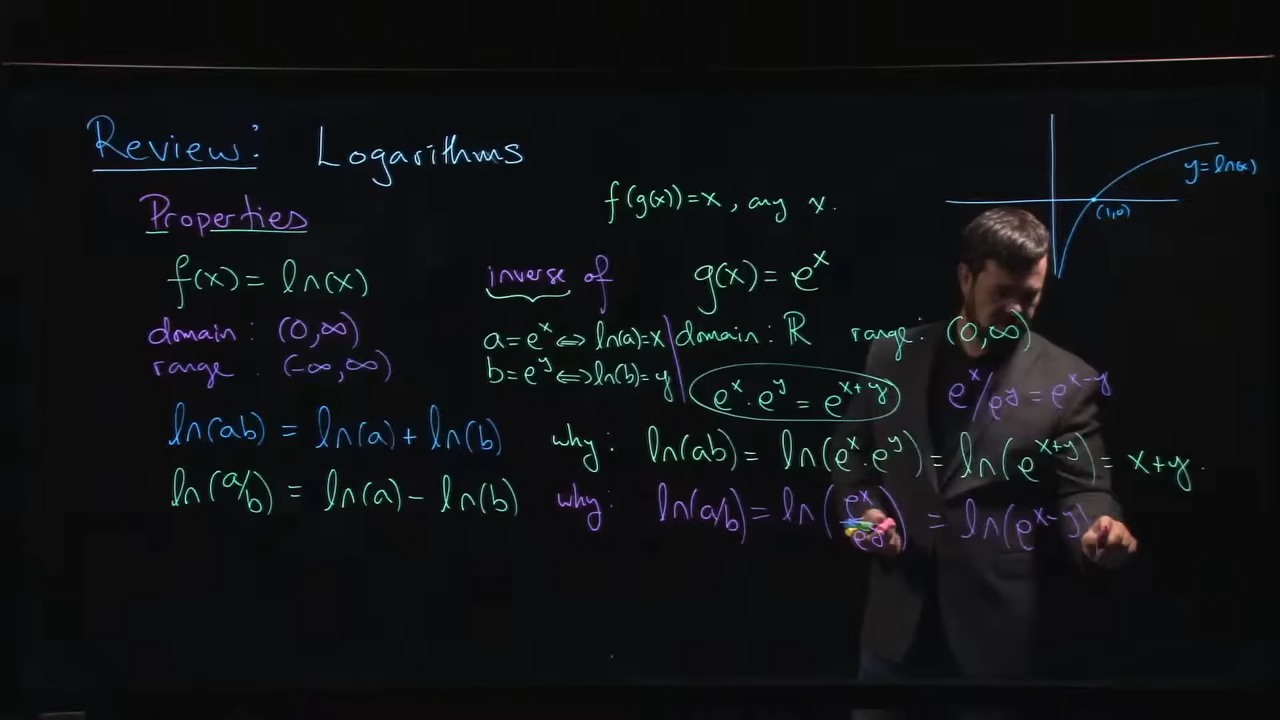 Review: Logarithms
y=ln(x)
(1,0)
Properties
f(g(x))=x, any x.
f(x) = ln(x) inverse of g(x) = e^x
domain: (0,∞)
range: (-∞,∞)
a=e^x ⇔ ln(a)=x
b=e^y ⇔ ln(b)=y
domain: ℝ range: (0,∞)
e^x · e^y = e^(x+y)
e^x/e^y = e^(x-y)
ln(ab) = ln(a) + ln(b) why: ln(ab) = ln(e^x · e^y) = ln(e^(x+y)) = x+y.
ln(a/b) = ln(a) - ln(b) why: ln(a/b) = ln(e^x/e^y) = ln(e^(x-y))